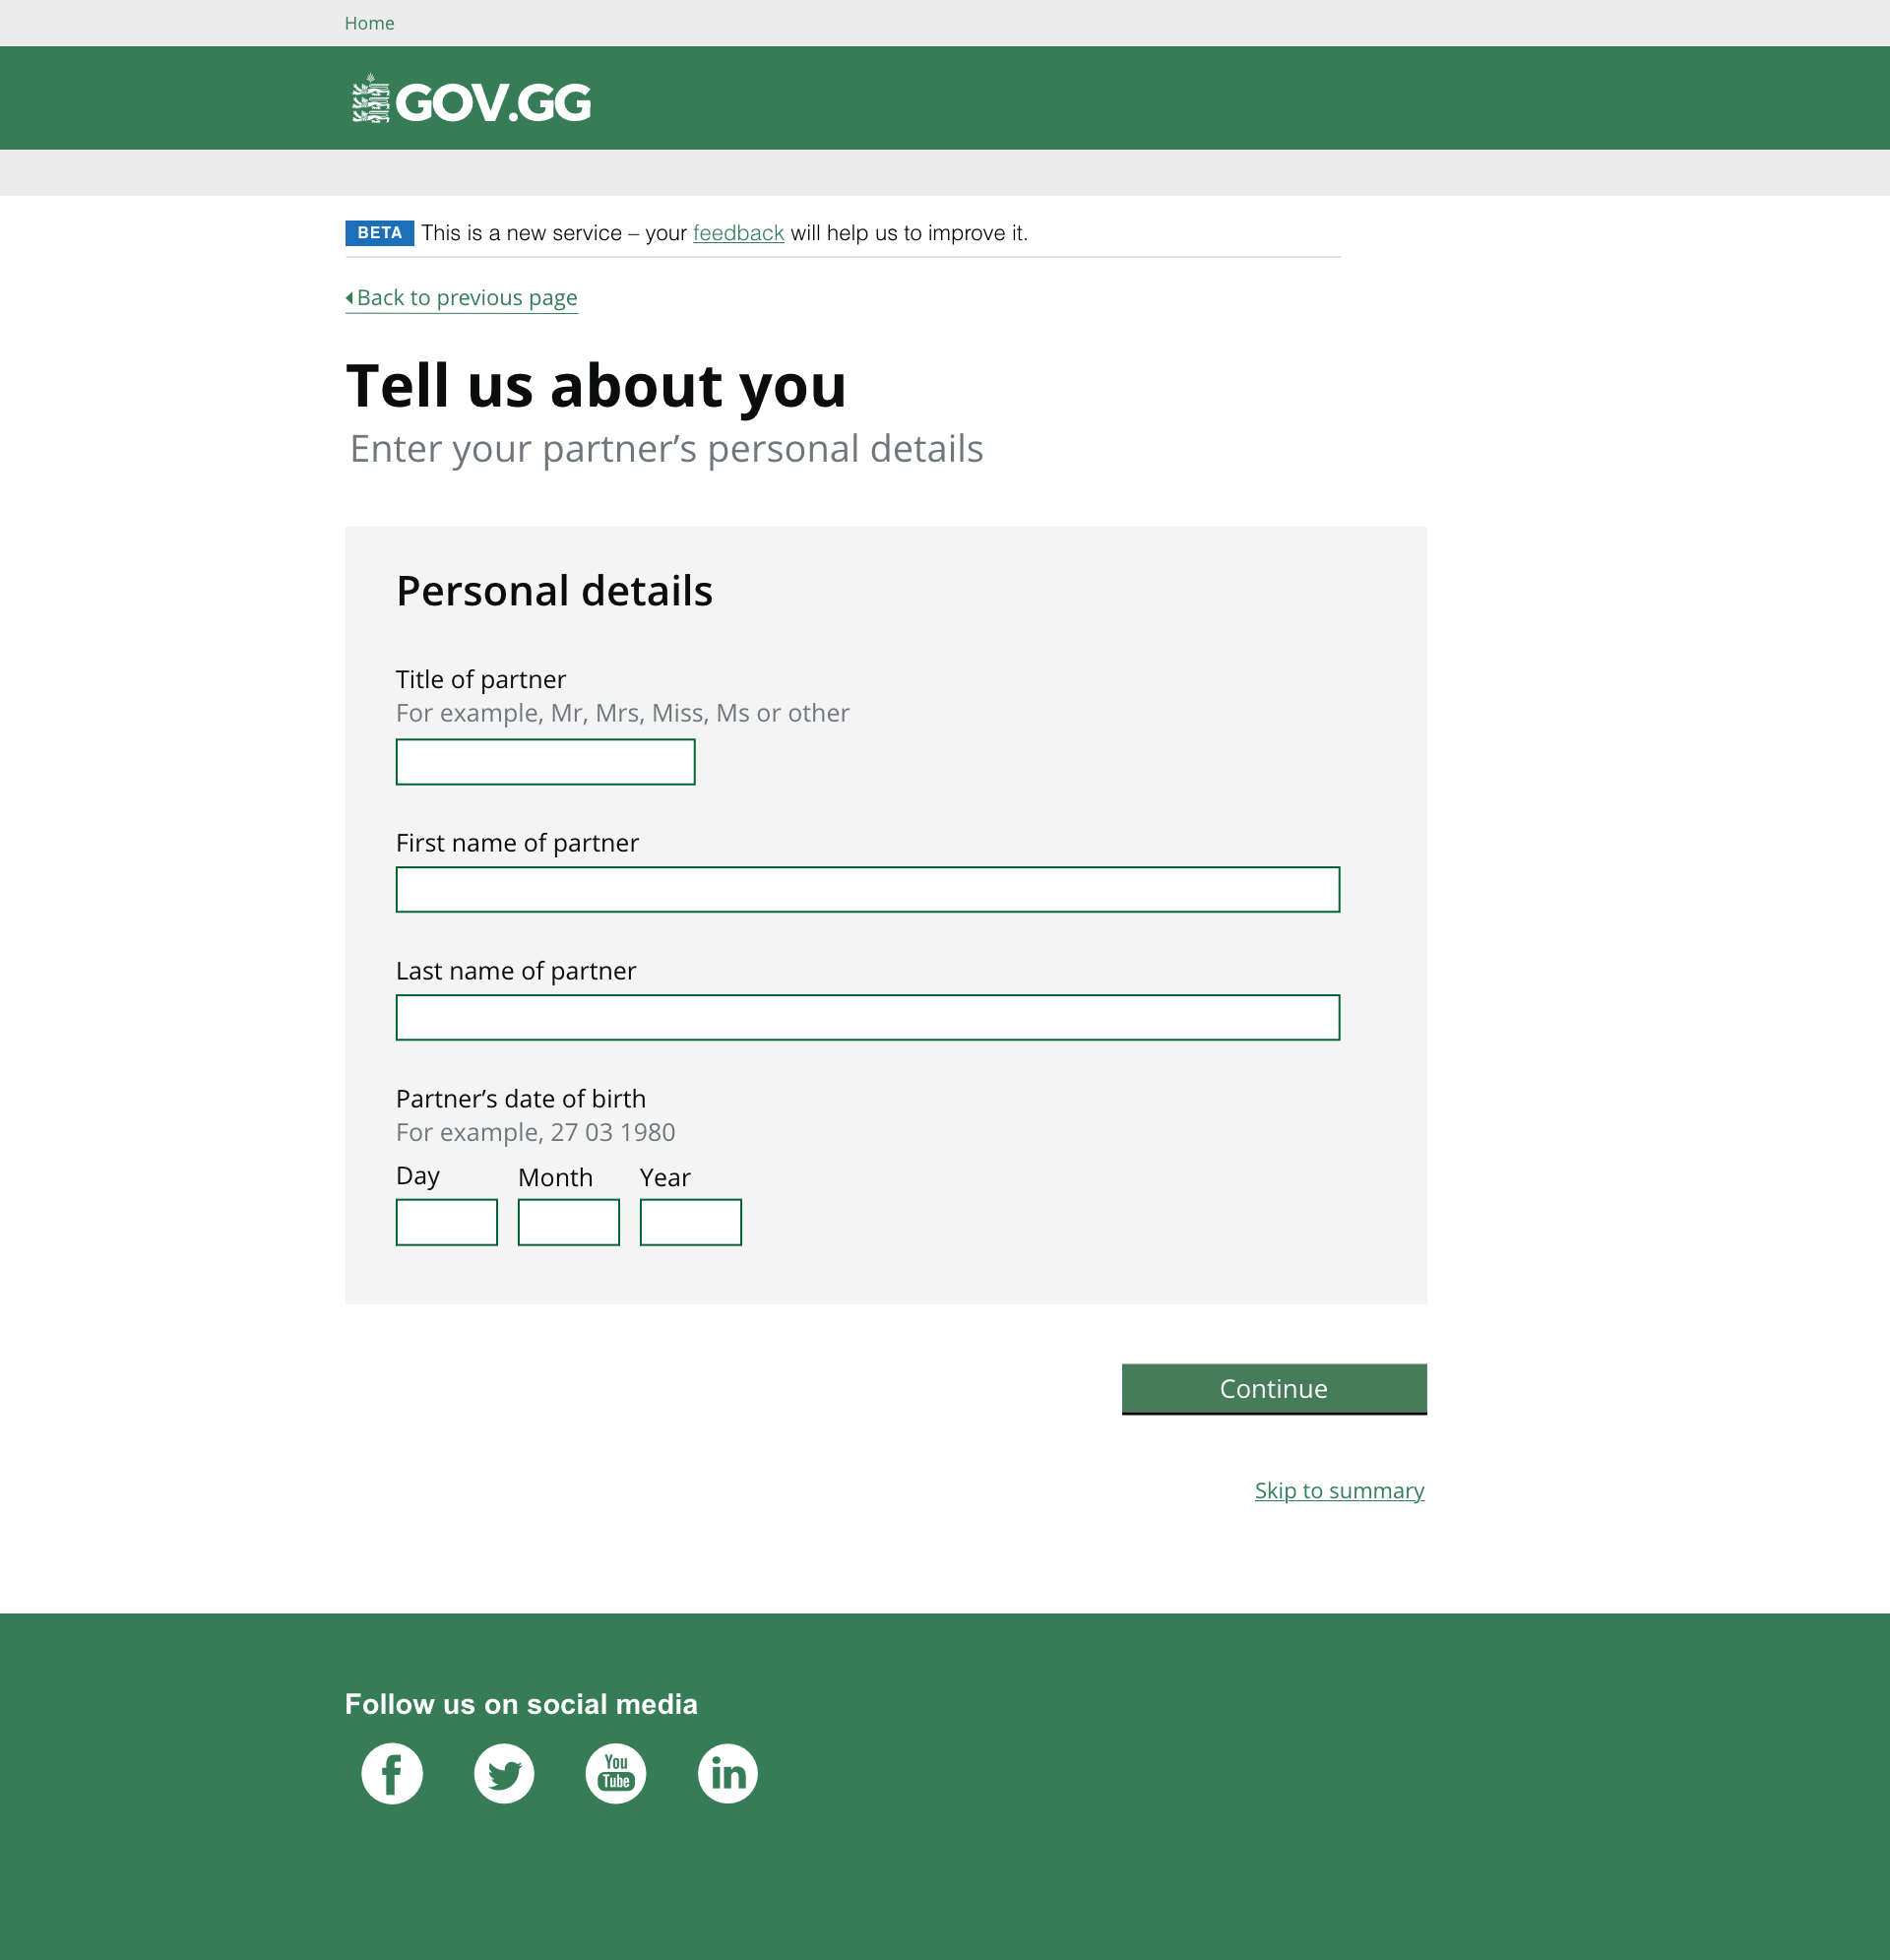 Home
GOV.GG
BETA This is a new service – your feedback will help us to improve it.
Back to previous page
Tell us about you
Enter your partner’s personal details
Personal details
Title of partner
For example, Mr, Mrs, Miss, Ms or other
First name of partner
Last name of partner
Partner’s date of birth
For example, 27 03 1980
Day Month Year
Continue
Skip to summary
Follow us on social media
f You Tube in